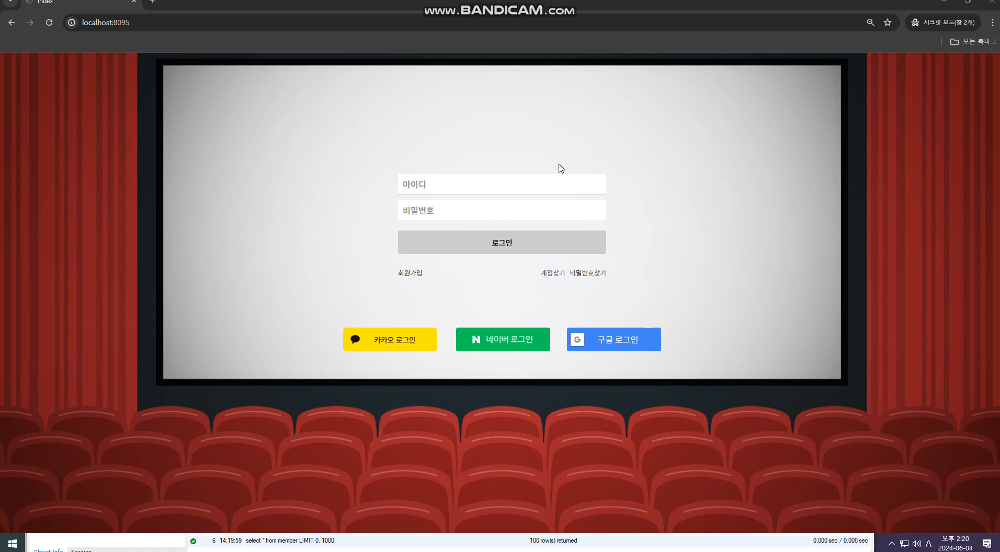 Index
www.BANDICAM.com
localhost:8095
시크릿 모드(창 2개)
모든 북마크
아이디
비밀번호
로그인
회원가입
계정찾기 비밀번호찾기
카카오 로그인
N 네이버 로그인
G 구글 로그인
6 14:19:59 select * from member LIMIT 0, 1000 100 row(s) returned 0.000 sec / 0.000 sec
Object Info Session
A 오후 2:20
2024-06-04